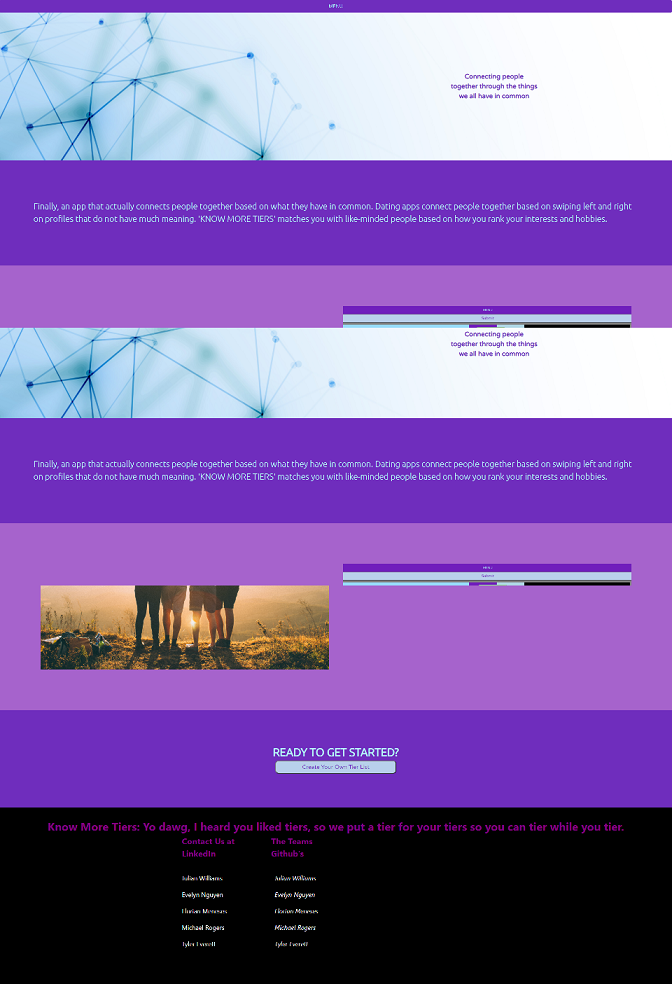 MENU
Connecting people
together through the things
we all have in common
Finally, an app that actually connects people together based on what they have in common. Dating apps connect people together based on swiping left and right
on profiles that do not have much meaning. 'KNOW MORE TIERS' matches you with like-minded people based on how you rank your interests and hobbies.
MENU
Submit
Connecting people
together through the things
we all have in common
Finally, an app that actually connects people together based on what they have in common. Dating apps connect people together based on swiping left and right
on profiles that do not have much meaning. 'KNOW MORE TIERS' matches you with like-minded people based on how you rank your interests and hobbies.
MENU
Submit
READY TO GET STARTED?
Create Your Own Tier List
Know More Tiers: Yo dawg, I heard you liked tiers, so we put a tier for your tiers so you can tier while you tier.
Contact Us at
LinkedIn
Julian Williams
Evelyn Nguyen
Florian Meneses
Michael Rogers
Tyler Everett
The Teams
Github's
Julian Williams
Evelyn Nguyen
Florian Meneses
Michael Rogers
Tyler Everett